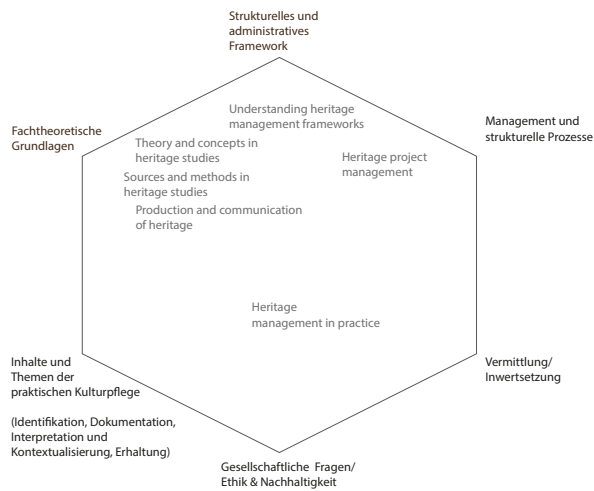 Strukturelles und
administratives
Framework
Fachtheoretische
Grundlagen
Management und
strukturelle Prozesse
Understanding heritage
management frameworks
Theory and concepts in
heritage studies
Heritage project
management
Sources and methods in
heritage studies
Production and communication
of heritage
Heritage
management in practice
Inhalte und
Themen der
praktischen Kulturpflege
(Identifikation, Dokumentation,
Interpretation und
Kontextualisierung, Erhaltung)
Vermittlung/
Inwertsetzung
Gesellschaftliche Fragen/
Ethik & Nachhaltigkeit